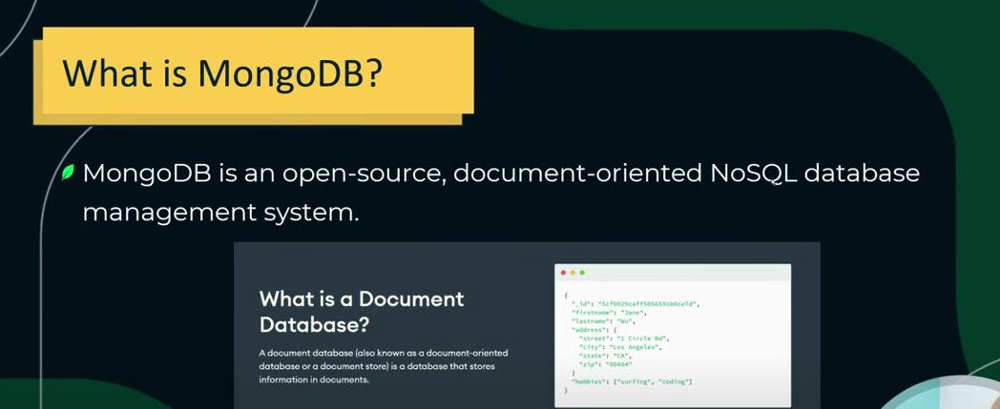 What is MongoDB?
MongoDB is an open-source, document-oriented NoSQL database
management system.
What is a Document
Database?
A document database (also known as a document-oriented
database or a document store) is a database that stores
information in documents.
{
"_id": "5cf0029caff5056591b0ce7d",
"firstname": "Jane",
"lastname": "Wu",
"address": {
"street": "1 Circle Rd",
"city": "Los Angeles",
"state": "CA",
"zip": "90404"
}
"hobbies": ["surfing", "coding"]
}